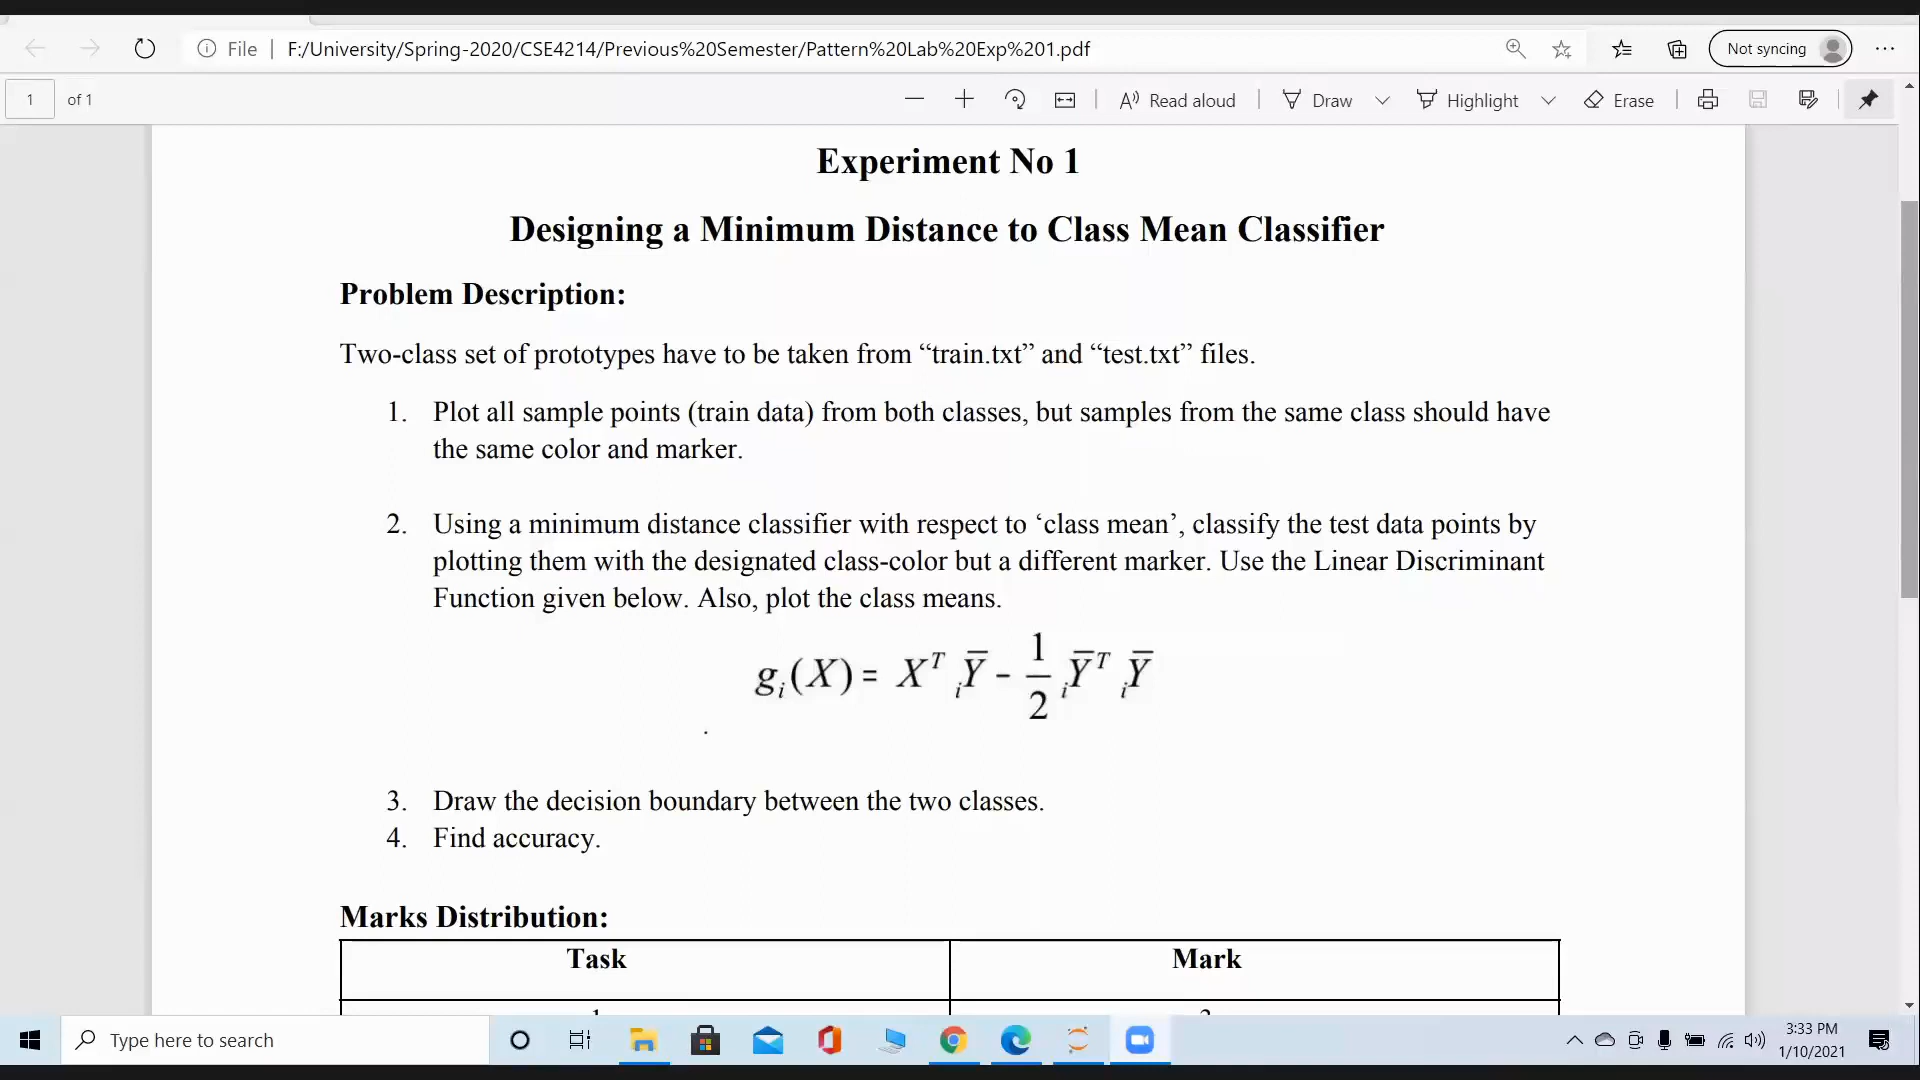 File
F:/University/Spring-2020/CSE4214/Previous%20Semester/Pattern%20Lab%20Exp%201.pdf
Not syncing
1 of 1
Read aloud
Draw
Highlight
Erase
Experiment No 1
Designing a Minimum Distance to Class Mean Classifier
Problem Description:
Two-class set of prototypes have to be taken from “train.txt” and “test.txt” files.
1. Plot all sample points (train data) from both classes, but samples from the same class should have
the same color and marker.
2. Using a minimum distance classifier with respect to ‘class mean’, classify the test data points by
plotting them with the designated class-color but a different marker. Use the Linear Discriminant
Function given below. Also, plot the class means.
g_i(X) = X^T _iȲ - 1/2 _iȲ^T _iȲ
.
3. Draw the decision boundary between the two classes.
4. Find accuracy.
Marks Distribution:
Task Mark
Type here to search
3:33 PM
1/10/2021